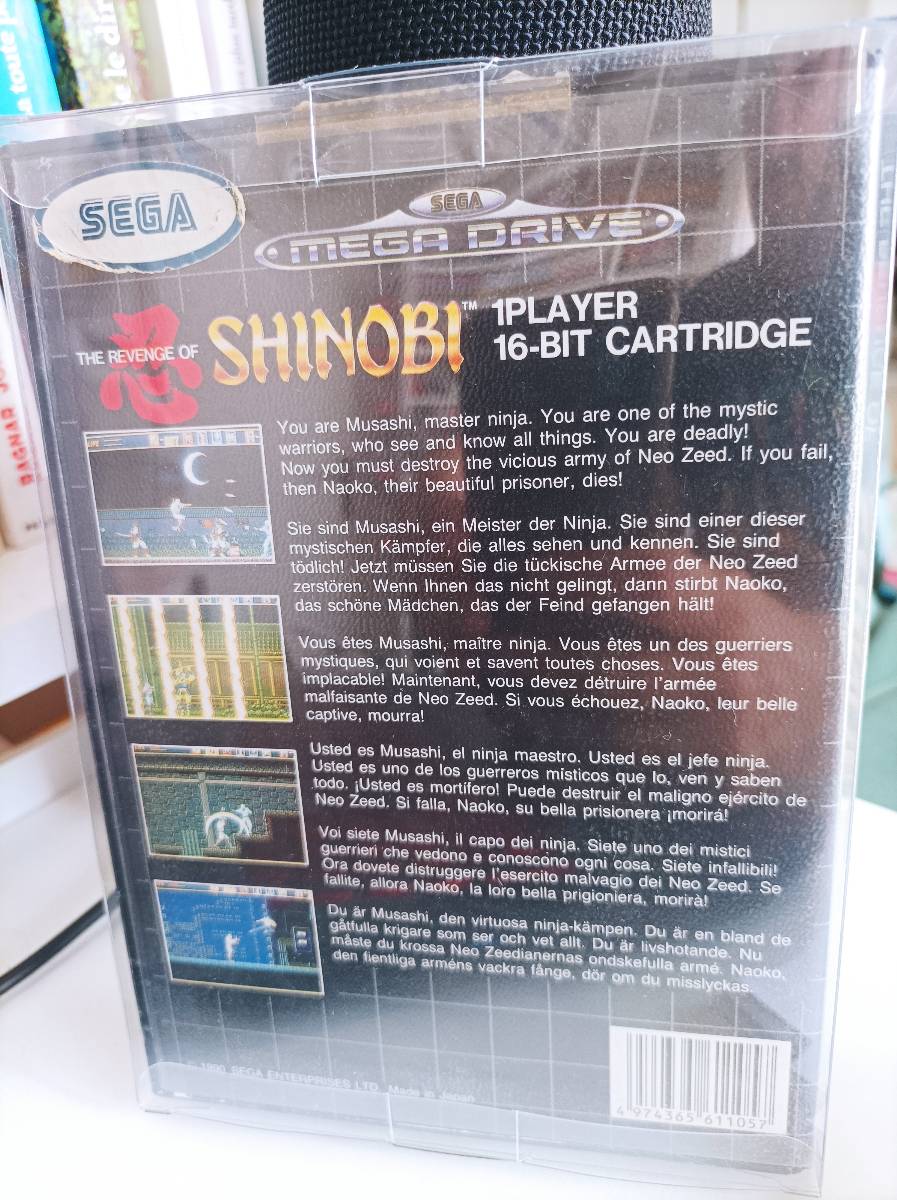 a toute
le dir
SEGA
SEGA
MEGA DRIVE
忍
THE REVENGE OF SHINOBI™
1PLAYER
16-BIT CARTRIDGE
You are Musashi, master ninja. You are one of the mystic
warriors, who see and know all things. You are deadly!
Now you must destroy the vicious army of Neo Zeed. If you fail,
then Naoko, their beautiful prisoner, dies!
Sie sind Musashi, ein Meister der Ninja. Sie sind einer dieser
mystischen Kämpfer, die alles sehen und kennen. Sie sind
tödlich! Jetzt müssen Sie die tückische Armee der Neo Zeed
zerstören. Wenn Ihnen das nicht gelingt, dann stirbt Naoko,
das schöne Mädchen, das der Feind gefangen hält!
Vous êtes Musashi, maître ninja. Vous êtes un des guerriers
mystiques, qui voient et savent toutes choses. Vous êtes
implacable! Maintenant, vous devez détruire l'armée
malfaisante de Neo Zeed. Si vous échouez, Naoko, leur belle
captive, mourra!
Usted es Musashi, el ninja maestro. Usted es el jefe ninja.
Usted es uno de los guerreros místicos que lo, ven y saben
todo. ¡Usted es mortífero! Puede destruir el maligno ejército de
Neo Zeed. Si falla, Naoko, su bella prisionera ¡morirá!
Voi siete Musashi, il capo dei ninja. Siete uno dei mistici
guerrieri che vedono e conoscóno ogni cosa. Siete infallibili!
Ora dovete distruggere l'esercito malvagio dei Neo Zeed. Se
fallite, allora Naoko, la loro bella prigioniera, morirà!
Du är Musashi, den virtuosa ninja-kämpen. Du är en bland de
gåtfulla krigare som ser och vet allt. Du är livshotande. Nu
måste du krossa Neo Zeedianernas ondskefulla armé. Naoko,
den fientliga arméns vackra fånge, dör om du misslyckas.
1990 SEGA ENTERPRISES LTD. Made in Japan
4 974365 611057
RAGNAR JO